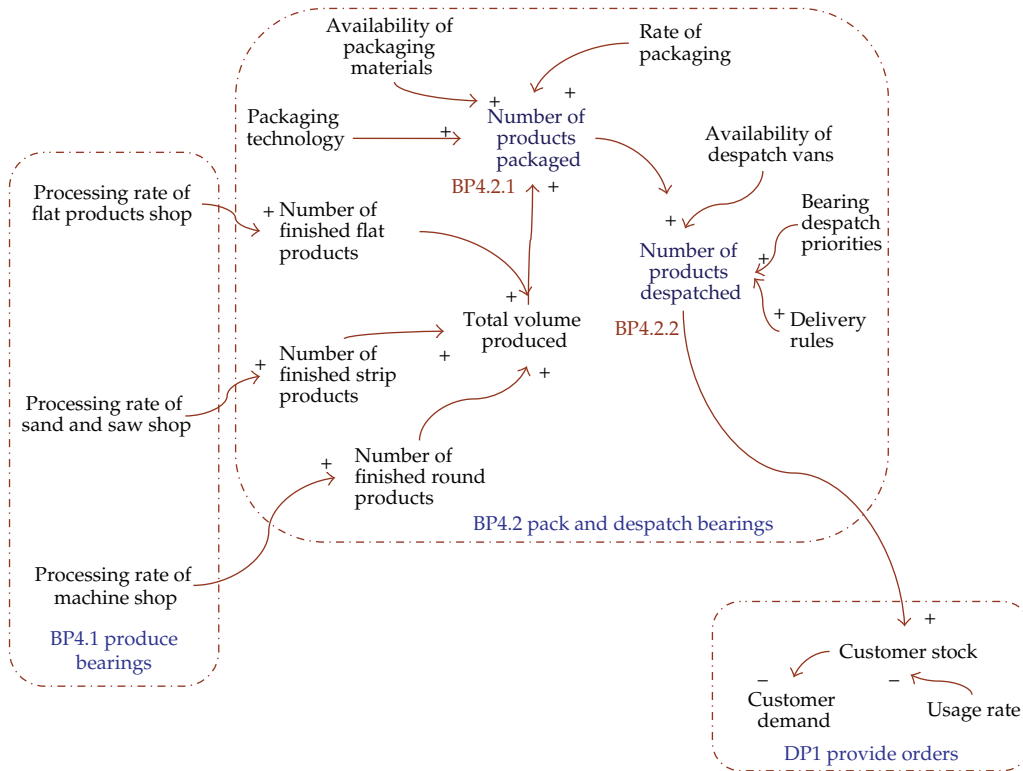 Availability of
packaging
materials
Rate of
packaging
+
+
Packaging
technology
+
Number of
products
packaged
BP4.2.1
+
Availability of
despatch vans
Processing rate of
flat products shop
+ Number of
finished flat
products
+
Bearing
despatch
priorities
Number of
products
despatched
+
BP4.2.2
+ Delivery
rules
+
Total volume
produced
+
+
+ Number of
finished strip
products
Processing rate of
sand and saw shop
+ Number of
finished round
products
BP4.2 pack and despatch bearings
Processing rate of
machine shop
BP4.1 produce
bearings
+
Customer stock
−
−
Customer
demand
Usage rate
DP1 provide orders